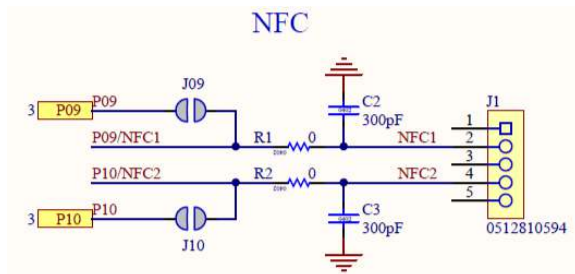 NFC
J09
3 P09 P09
C2
300pF
J1
P09/NFC1
R1 0
NFC1
P10/NFC2
R2 0
NFC2
1
2
3
4
5
3 P10 P10
J10
C3
300pF
0512810594